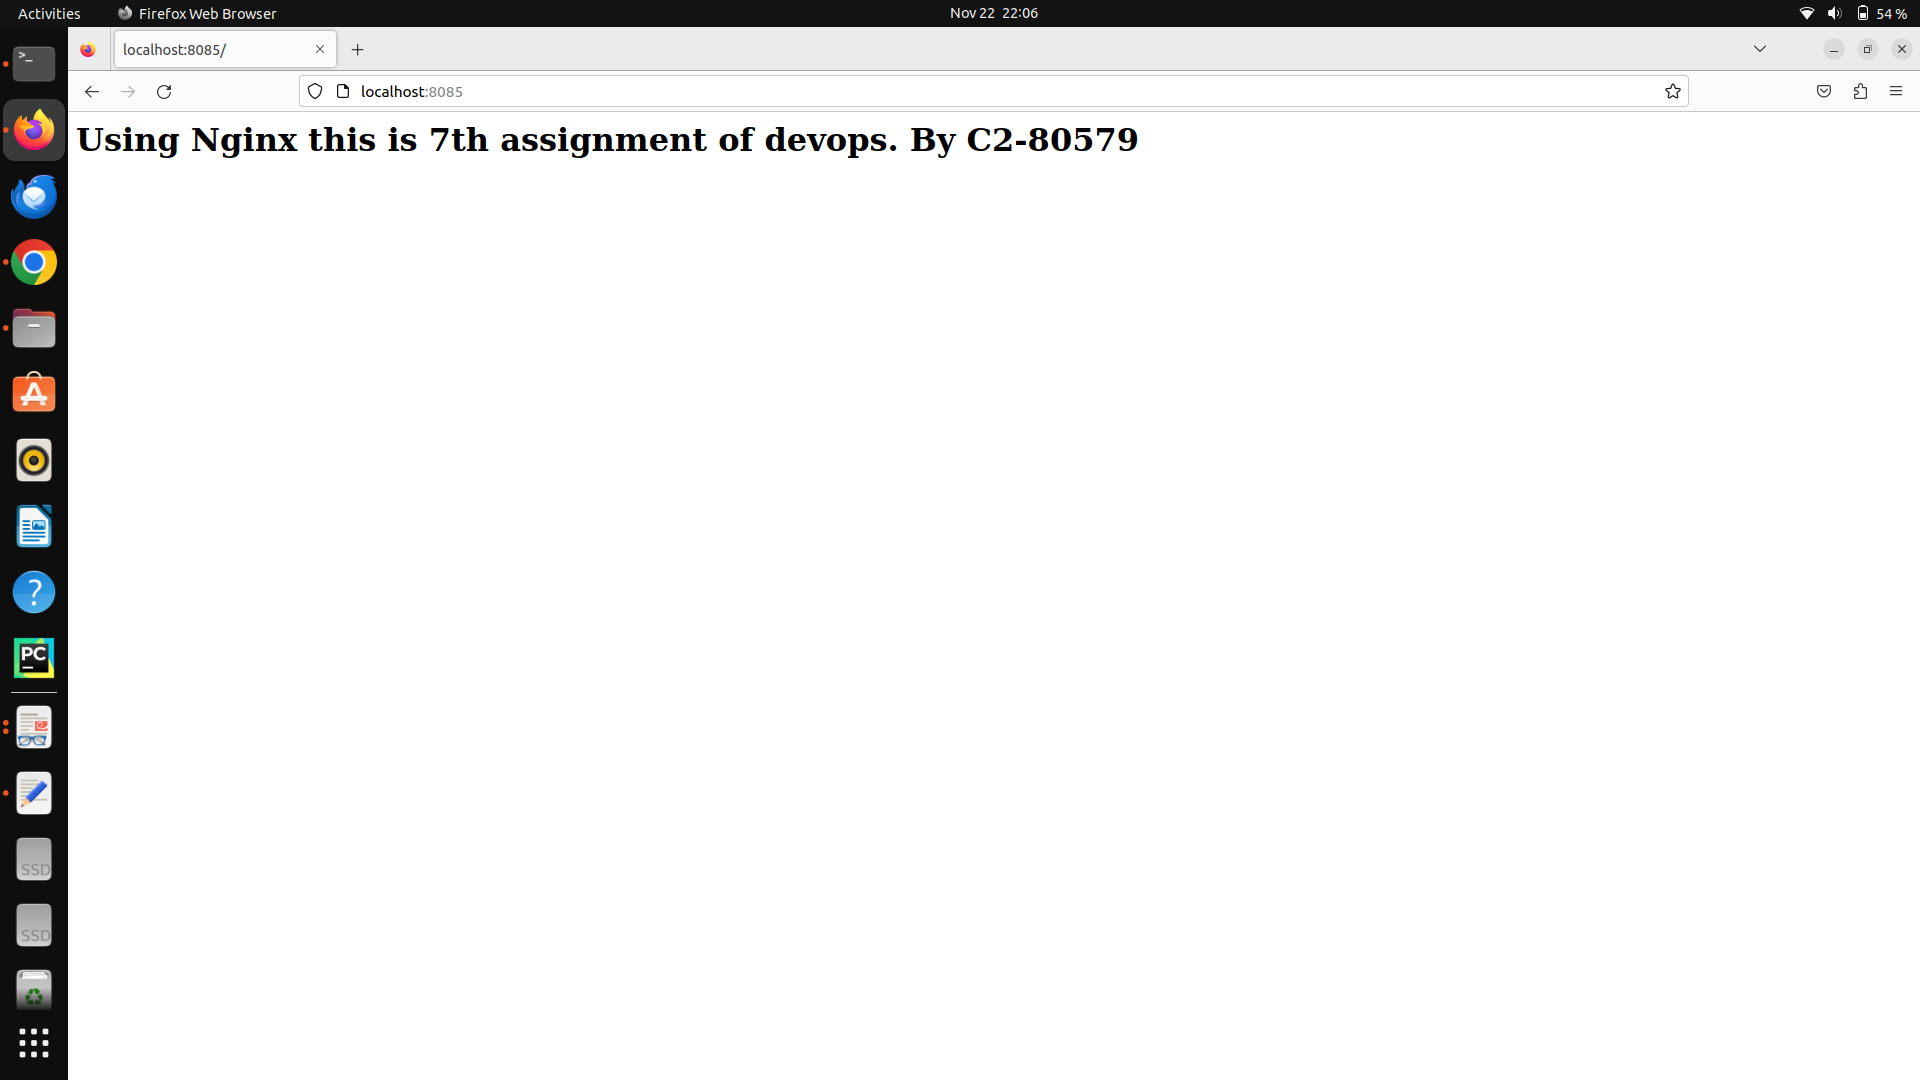 Activities Firefox Web Browser Nov 22 22:06 54 %
localhost:8085/
localhost:8085
Using Nginx this is 7th assignment of devops. By C2-80579
>_
?
PC
SSD
SSD